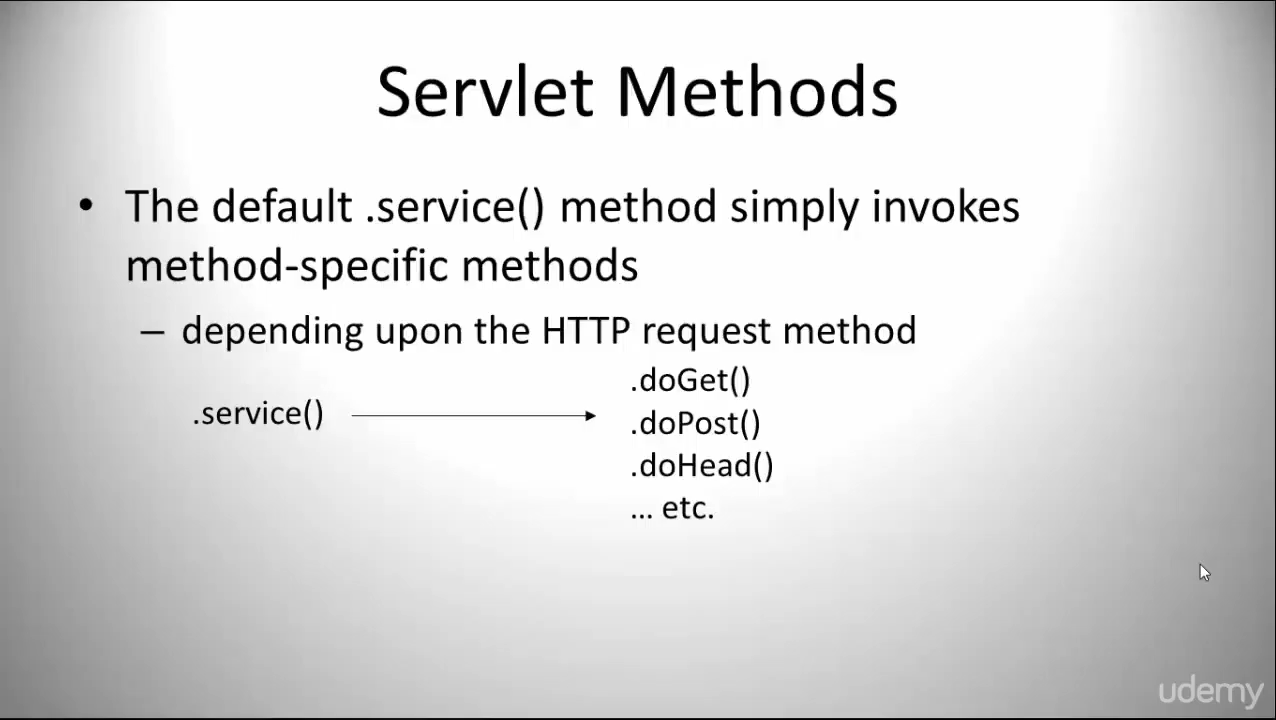 Servlet Methods
• The default .service() method simply invokes
method-specific methods
– depending upon the HTTP request method
.doGet()
.service()
.doPost()
.doHead()
... etc.
udemy